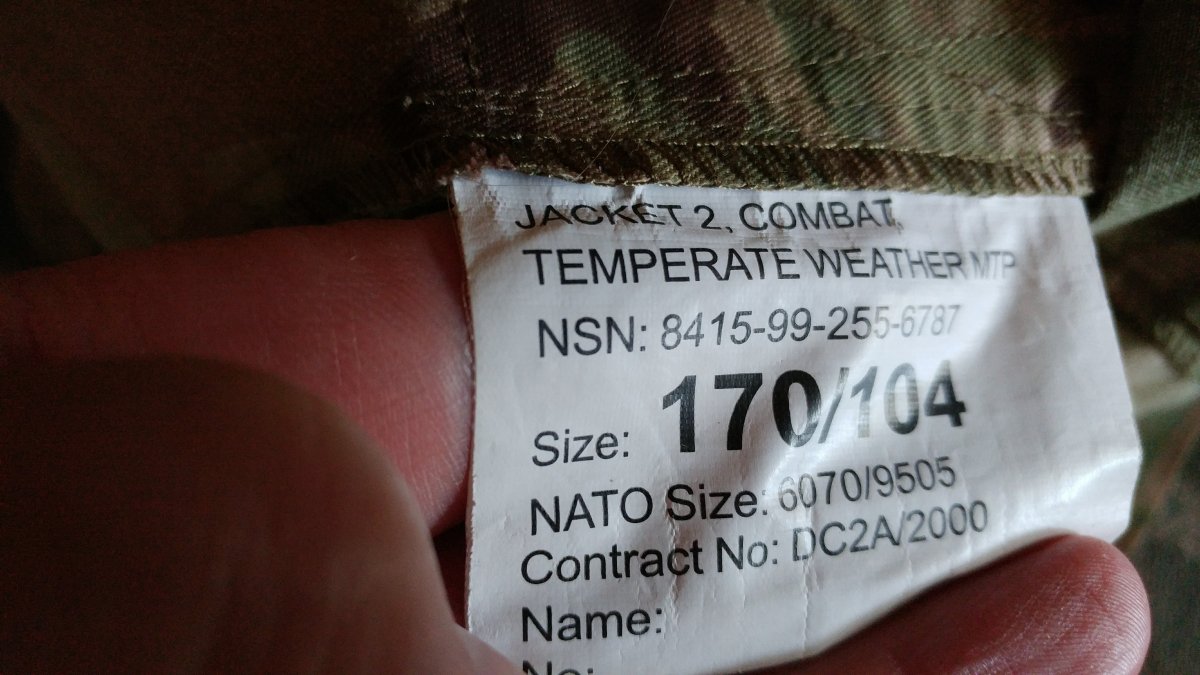 JACKET 2, COMBAT,
TEMPERATE WEATHER MTP
NSN: 8415-99-255-6787
Size: 170/104
NATO Size: 6070/9505
Contract No: DC2A/2000
Name:
No: